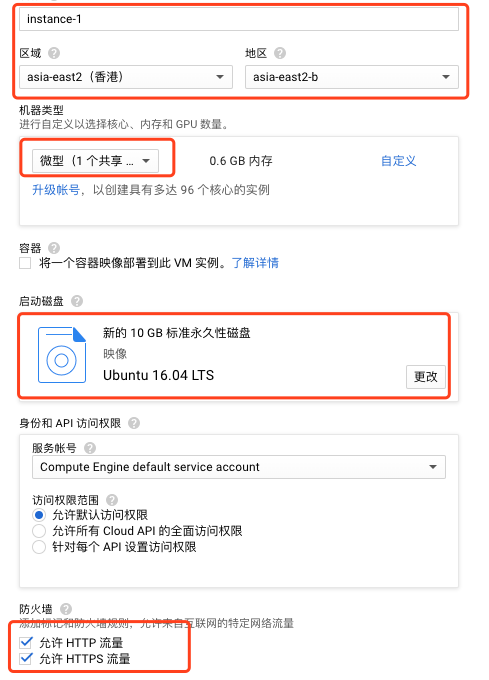 instance-1
区域 ?
地区 ?
asia-east2（香港）
asia-east2-b
机器类型
进行自定义以选择核心、内存和 GPU 数量。
微型（1 个共享 ...
0.6 GB 内存
自定义
升级帐号，以创建具有多达 96 个核心的实例
容器 ?
将一个容器映像部署到此 VM 实例。了解详情
启动磁盘 ?
新的 10 GB 标准永久性磁盘
映像
Ubuntu 16.04 LTS
更改
身份和 API 访问权限 ?
服务帐号 ?
Compute Engine default service account
访问权限范围 ?
允许默认访问权限
允许所有 Cloud API 的全面访问权限
针对每个 API 设置访问权限
防火墙 ?
添加标记和防火墙规则，允许来自互联网的特定网络流量
允许 HTTP 流量
允许 HTTPS 流量